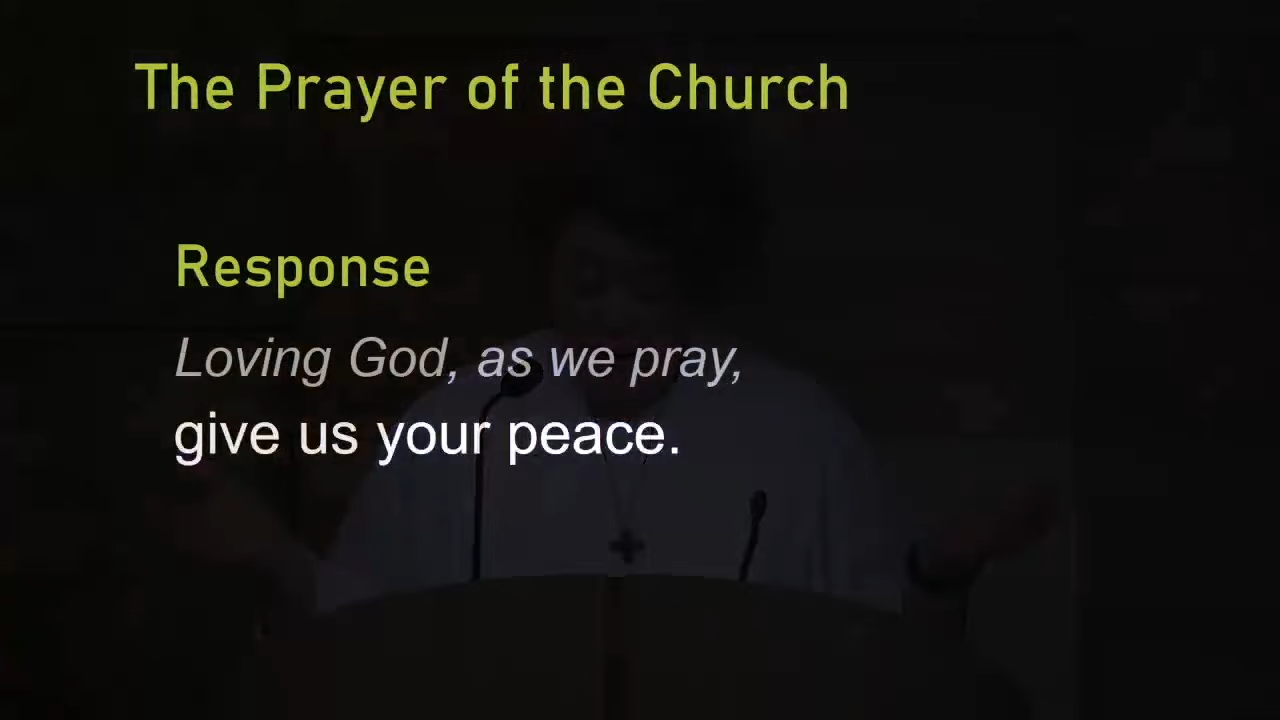 The Prayer of the Church
Response
Loving God, as we pray,
give us your peace.